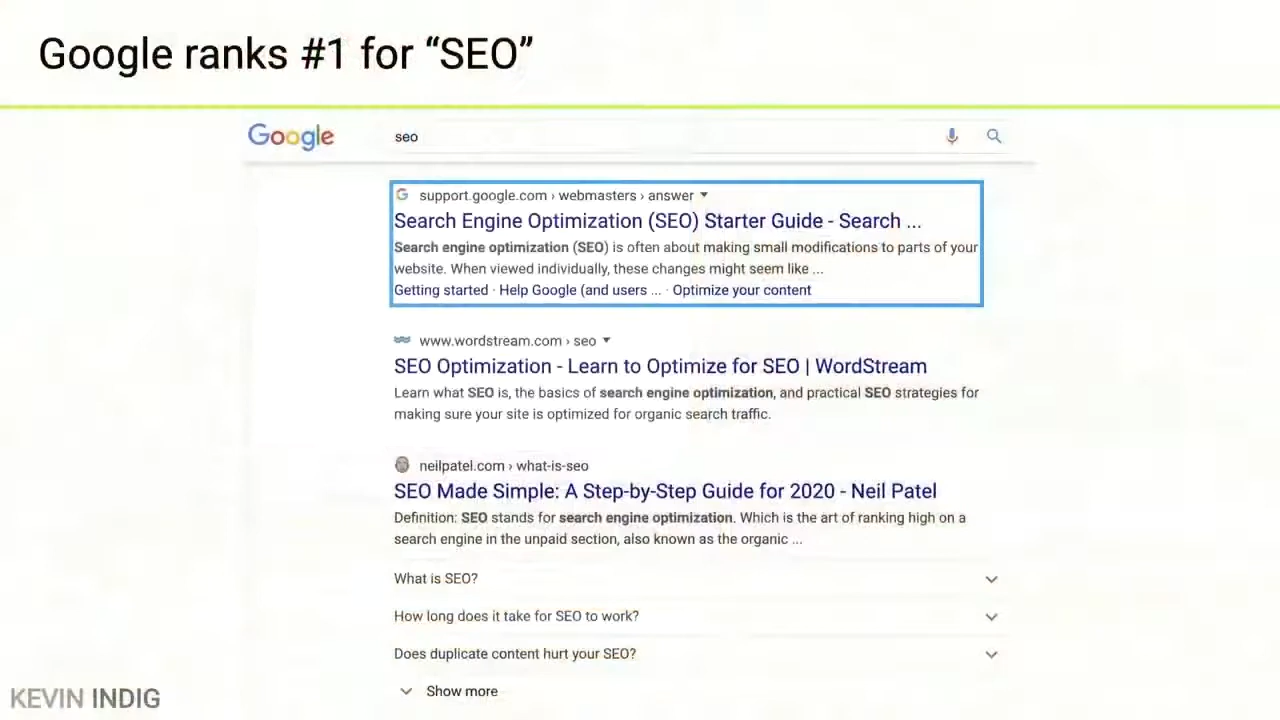 Google ranks #1 for “SEO”
Google
seo
support.google.com › webmasters › answer
Search Engine Optimization (SEO) Starter Guide - Search ...
Search engine optimization (SEO) is often about making small modifications to parts of your
website. When viewed individually, these changes might seem like ...
Getting started · Help Google (and users ... · Optimize your content
www.wordstream.com › seo
SEO Optimization - Learn to Optimize for SEO | WordStream
Learn what SEO is, the basics of search engine optimization, and practical SEO strategies for
making sure your site is optimized for organic search traffic.
neilpatel.com › what-is-seo
SEO Made Simple: A Step-by-Step Guide for 2020 - Neil Patel
Definition: SEO stands for search engine optimization. Which is the art of ranking high on a
search engine in the unpaid section, also known as the organic ...
What is SEO?
How long does it take for SEO to work?
Does duplicate content hurt your SEO?
Show more
KEVIN INDIG